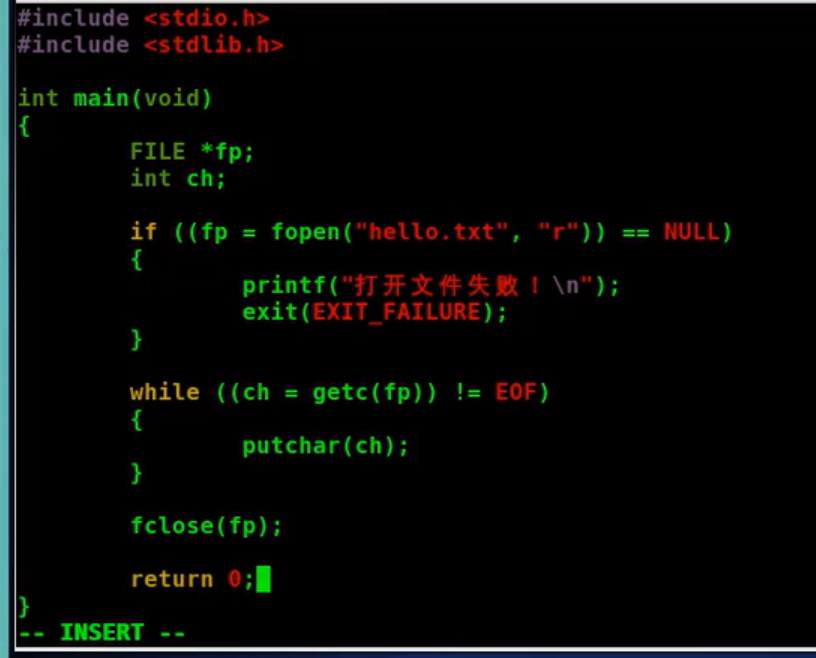 #include <stdio.h>
#include <stdlib.h>
int main(void)
{
FILE *fp;
int ch;
if ((fp = fopen("hello.txt", "r")) == NULL)
{
printf("打开文件失败！\n");
exit(EXIT_FAILURE);
}
while ((ch = getc(fp)) != EOF)
{
putchar(ch);
}
fclose(fp);
return 0;
}
-- INSERT --